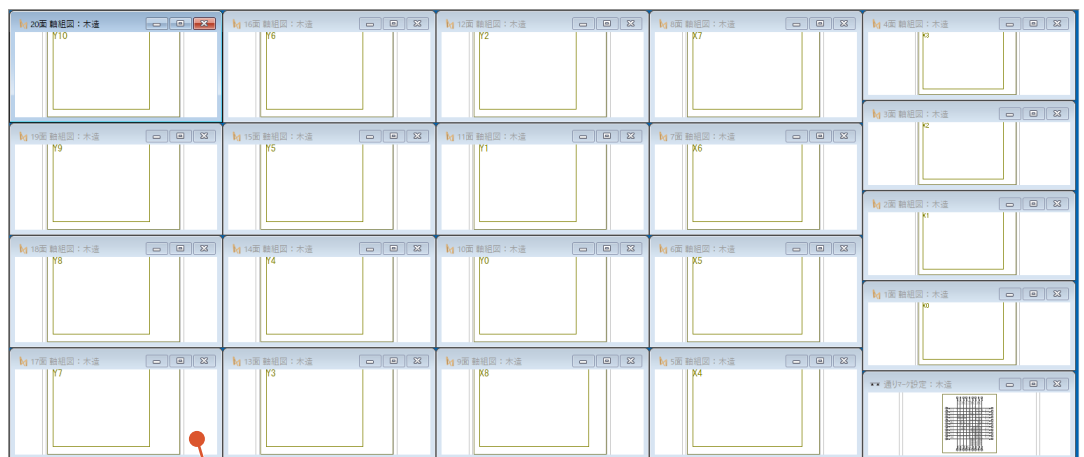 20面 軸組図：木造
Y10
16面 軸組図：木造
Y6
12面 軸組図：木造
Y2
8面 軸組図：木造
X7
4面 軸組図：木造
X3
19面 軸組図：木造
Y9
15面 軸組図：木造
Y5
11面 軸組図：木造
Y1
7面 軸組図：木造
X6
3面 軸組図：木造
X2
18面 軸組図：木造
Y8
14面 軸組図：木造
Y4
10面 軸組図：木造
Y0
6面 軸組図：木造
X5
2面 軸組図：木造
X1
17面 軸組図：木造
Y7
13面 軸組図：木造
Y3
9面 軸組図：木造
X8
5面 軸組図：木造
X4
1面 軸組図：木造
X0
通りマーク設定：木造